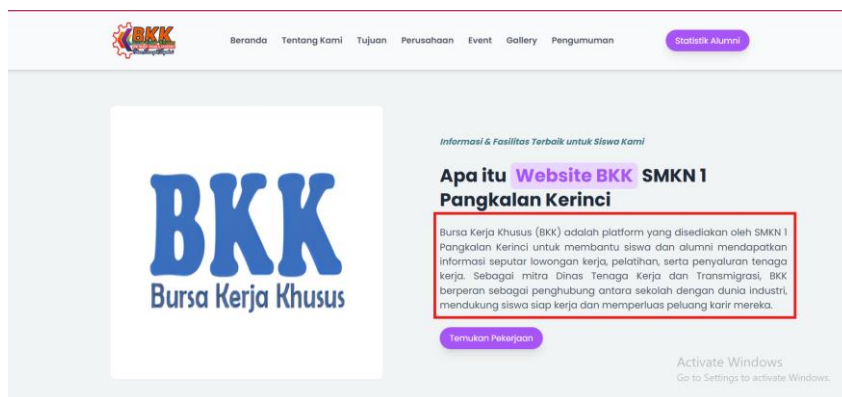 BKK
Beranda Tentang Kami Tujuan Perusahaan Event Gallery Pengumuman Statistik Alumni
BKK
Bursa Kerja Khusus
Informasi & Fasilitas Terbaik untuk Siswa Kami
Apa itu Website BKK SMKN 1
Pangkalan Kerinci
Bursa Kerja Khusus (BKK) adalah platform yang disediakan oleh SMKN 1
Pangkalan Kerinci untuk membantu siswa dan alumni mendapatkan
informasi seputar lowongan kerja, pelatihan, serta penyaluran tenaga
kerja. Sebagai mitra Dinas Tenaga Kerja dan Transmigrasi, BKK
berperan sebagai penghubung antara sekolah dengan dunia industri,
mendukung siswa siap kerja dan memperluas peluang karir mereka.
Temukan Pekerjaan
Activate Windows
Go to Settings to activate Windows.